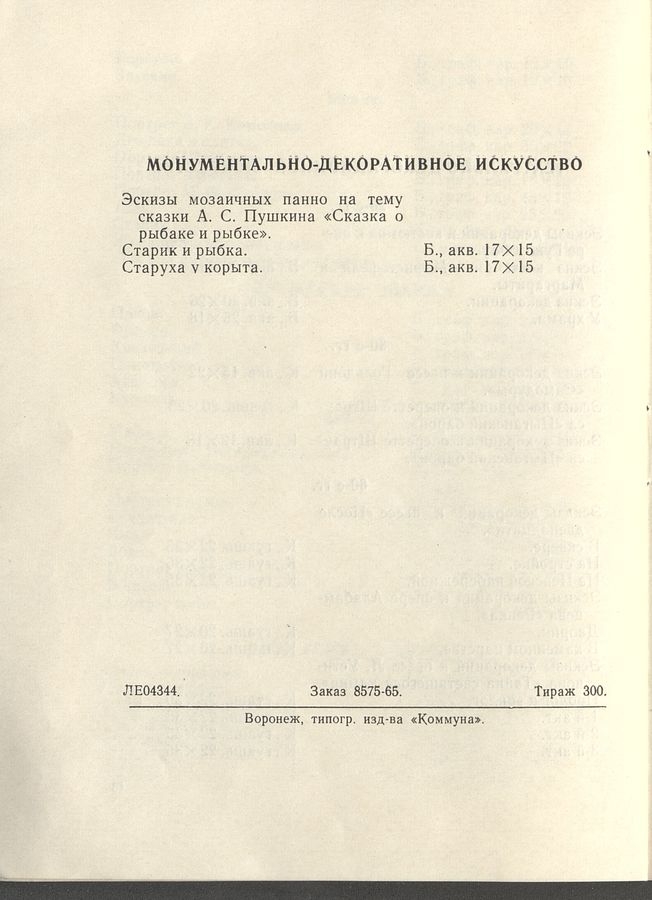 МОНУМЕНТАЛЬНО-ДЕКОРАТИВНОЕ ИСКУССТВО
Эскизы мозаичных панно на тему
сказки А. С. Пушкина «Сказка о
рыбаке и рыбке».
Старик и рыбка. Б., акв. 17×15
Старуха у корыта. Б., акв. 17×15
ЛЕ04344. Заказ 8575-65. Тираж 300.
Воронеж, типогр. изд-ва «Коммуна».